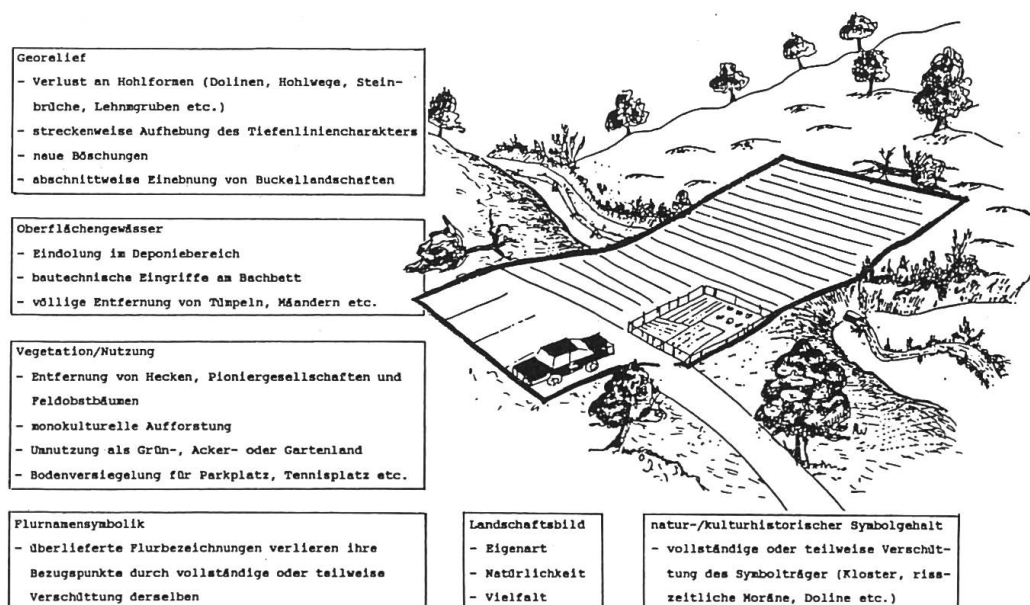 Georelief
- Verlust an Hohlformen (Dolinen, Hohlwege, Stein-
brüche, Lehmgruben etc.)
- streckenweise Aufhebung des Tiefenliniencharakters
- neue Böschungen
- abschnittweise Einebnung von Buckellandschaften
Oberflächengewässer
- Eindolung im Deponiebereich
- bautechnische Eingriffe am Bachbett
- völlige Entfernung von Tümpeln, Mäandern etc.
Vegetation/Nutzung
- Entfernung von Hecken, Pioniergesellschaften und
Feldobstbäumen
- monokulturelle Aufforstung
- Umnutzung als Grün-, Acker- oder Gartenland
- Bodenversiegelung für Parkplatz, Tennisplatz etc.
Flurnamensymbolik
- überlieferte Flurbezeichnungen verlieren ihre
Bezugspunkte durch vollständige oder teilweise
Verschüttung derselben
Landschaftsbild
- Eigenart
- Natürlichkeit
- Vielfalt
natur-/kulturhistorischer Symbolgehalt
- vollständige oder teilweise Verschüt-
tung des Symbolträger (Kloster, riss-
zeitliche Moräne, Doline etc.)